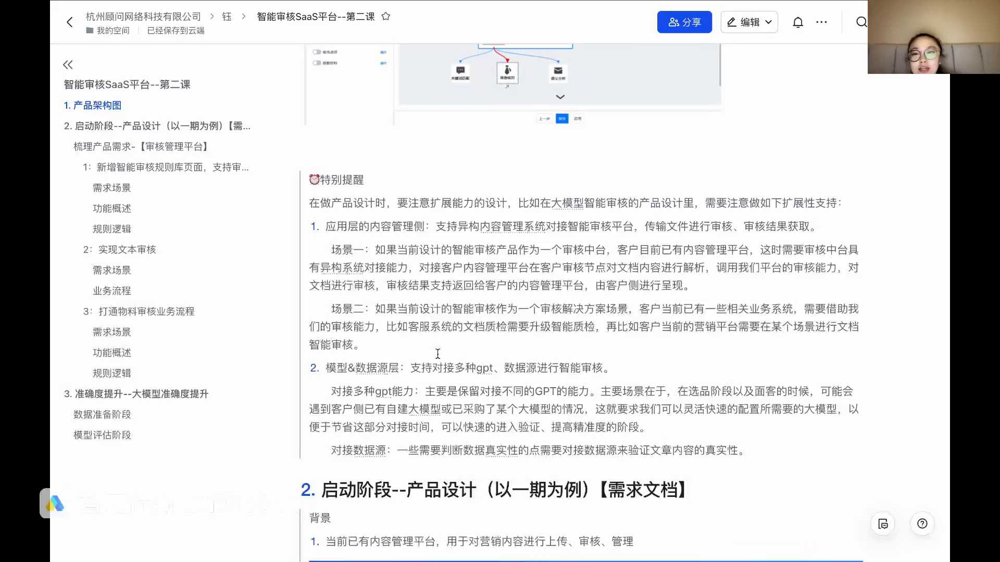 杭州顾问网络科技有限公司 > 钰 > 智能审核SaaS平台--第二课
我的空间 已经保存到云端
分享
编辑
智能审核SaaS平台--第二课
1. 产品架构图
2. 启动阶段--产品设计（以一期为例）【需...
梳理产品需求-【审核管理平台】
1：新增智能审核规则库页面，支持审...
需求场景
功能概述
规则逻辑
2：实现文本审核
需求场景
业务流程
3：打通物料审核业务流程
需求场景
功能概述
规则逻辑
3. 准确度提升--大模型准确度提升
数据准备阶段
模型评估阶段
关键词匹配
信息核对
语义分析
上一步 保存 启用
⏰特别提醒
在做产品设计时，要注意扩展能力的设计，比如在大模型智能审核的产品设计里，需要注意做如下扩展性支持：
1. 应用层的内容管理侧：支持异构内容管理系统对接智能审核平台，传输文件进行审核、审核结果获取。
场景一：如果当前设计的智能审核产品作为一个审核中台，客户目前已有内容管理平台，这时需要审核中台具
有异构系统对接能力，对接客户内容管理平台在客户审核节点对文档内容进行解析，调用我们平台的审核能力，对
文档进行审核，审核结果支持返回给客户的内容管理平台，由客户侧进行呈现。
场景二：如果当前设计的智能审核作为一个审核解决方案场景，客户当前已有一些相关业务系统，需要借助我
们的审核能力，比如客服系统的文档质检需要升级智能质检，再比如客户当前的营销平台需要在某个场景进行文档
智能审核。
2. 模型&数据源层：支持对接多种gpt、数据源进行智能审核。
对接多种gpt能力：主要是保留对接不同的GPT的能力。主要场景在于，在选品阶段以及面客的时候，可能会
遇到客户侧已有自建大模型或已采购了某个大模型的情况，这就要求我们可以灵活快速的配置所需要的大模型，以
便于节省这部分对接时间，可以快速的进入验证、提高精准度的阶段。
对接数据源：一些需要判断数据真实性的点需要对接数据源来验证文章内容的真实性。
2. 启动阶段--产品设计（以一期为例）【需求文档】
背景
1. 当前已有内容管理平台，用于对营销内容进行上传、审核、管理